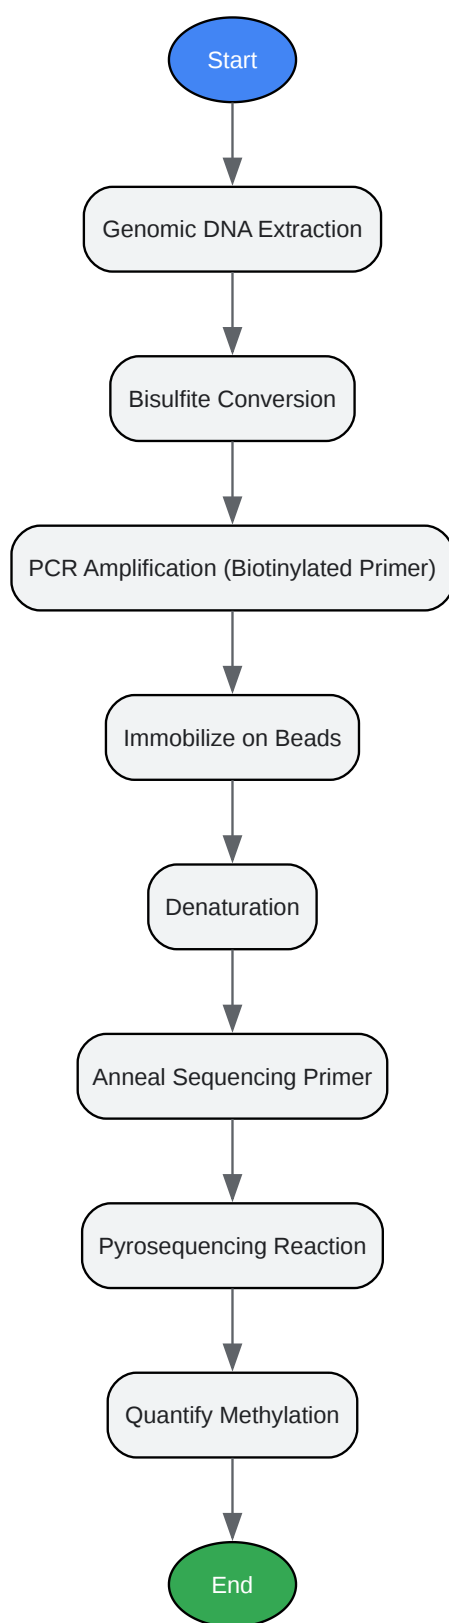 Start
Genomic DNA Extraction
Bisulfite Conversion
PCR Amplification (Biotinylated Primer)
Immobilize on Beads
Denaturation
Anneal Sequencing Primer
Pyrosequencing Reaction
Quantify Methylation
End